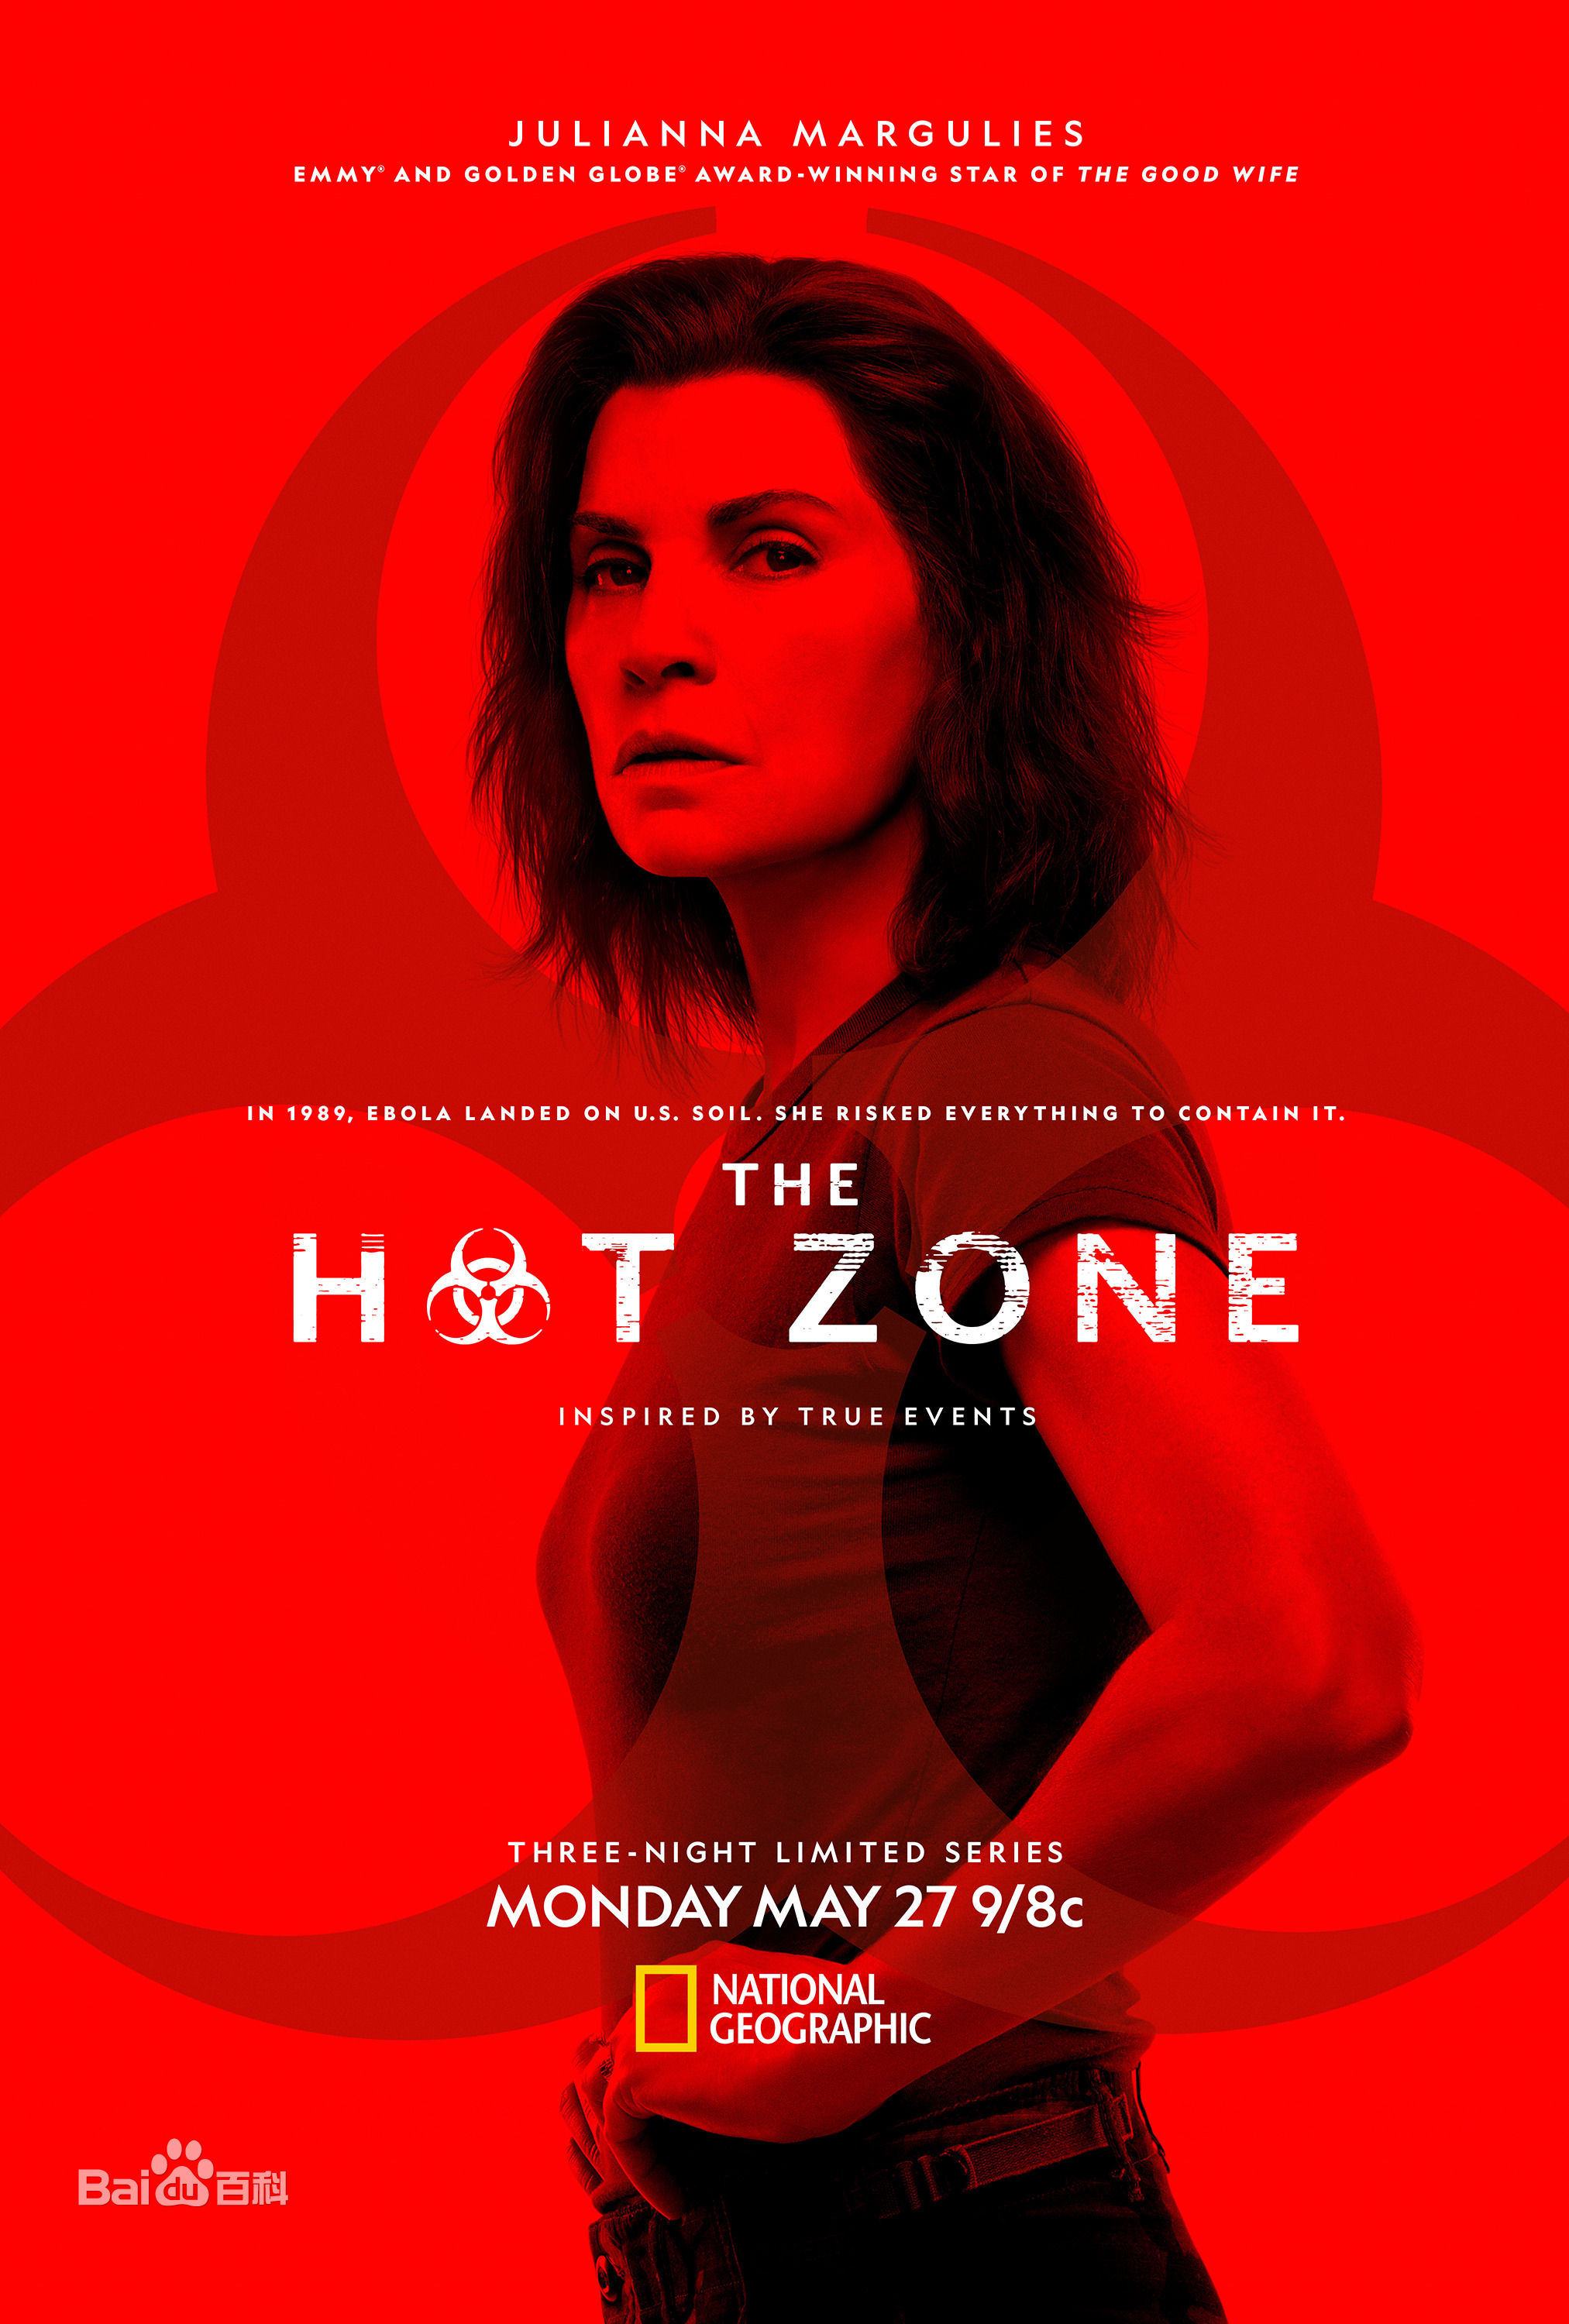 JULIANNA MARGULIES
EMMY® AND GOLDEN GLOBE® AWARD-WINNING STAR OF THE GOOD WIFE
IN 1989, EBOLA LANDED ON U.S. SOIL. SHE RISKED EVERYTHING TO CONTAIN IT.
THE
HOT ZONE
INSPIRED BY TRUE EVENTS
THREE-NIGHT LIMITED SERIES
MONDAY MAY 27 9/8c
NATIONAL
GEOGRAPHIC
Baidu百科